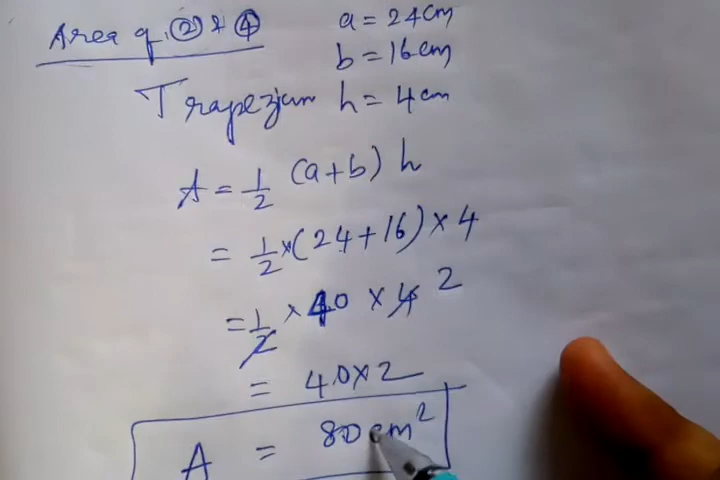 Area of ② & ④
a = 24cm
b = 16cm
Trapezium h = 4cm
A = 1/2 (a+b) h
= 1/2 × (24+16) × 4
= 1/2 × 40 × 4 2
= 40×2
A = 80 cm²